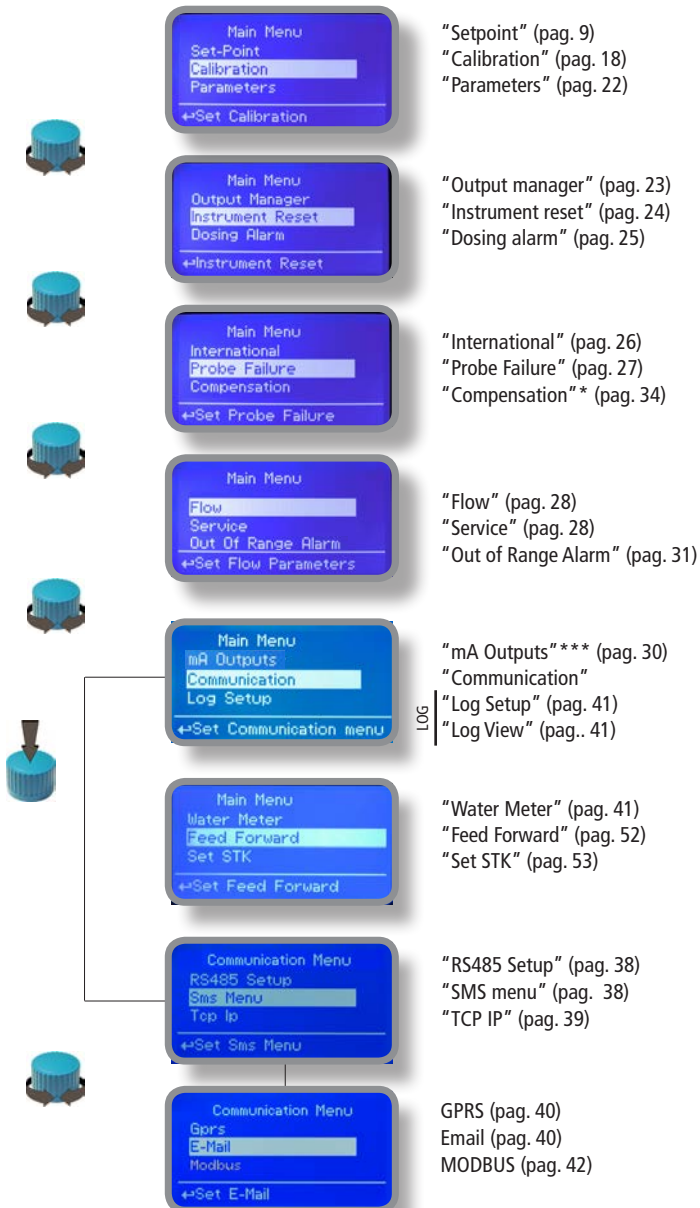 Main Menu
Set-Point
Calibration
Parameters
↵Set Calibration
"Setpoint" (pag. 9)
"Calibration" (pag. 18)
"Parameters" (pag. 22)
Main Menu
Output Manager
Instrument Reset
Dosing Alarm
↵Instrument Reset
"Output manager" (pag. 23)
"Instrument reset" (pag. 24)
"Dosing alarm" (pag. 25)
Main Menu
International
Probe Failure
Compensation
↵Set Probe Failure
"International" (pag. 26)
"Probe Failure" (pag. 27)
"Compensation"* (pag. 34)
Main Menu
Flow
Service
Out Of Range Alarm
↵Set Flow Parameters
"Flow" (pag. 28)
"Service" (pag. 28)
"Out of Range Alarm" (pag. 31)
Main Menu
mA Outputs
Communication
Log Setup
↵Set Communication menu
"mA Outputs"*** (pag. 30)
"Communication"
LOG
"Log Setup" (pag. 41)
"Log View" (pag.. 41)
Main Menu
Water Meter
Feed Forward
Set STK
↵Set Feed Forward
"Water Meter" (pag. 41)
"Feed Forward" (pag. 52)
"Set STK" (pag. 53)
Communication Menu
RS485 Setup
Sms Menu
Tcp Ip
↵Set Sms Menu
"RS485 Setup" (pag. 38)
"SMS menu" (pag. 38)
"TCP IP" (pag. 39)
Communication Menu
Gprs
E-Mail
Modbus
↵Set E-Mail
GPRS (pag. 40)
Email (pag. 40)
MODBUS (pag. 42)